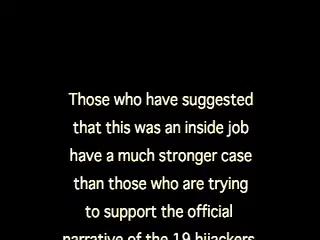 Those who have suggested
that this was an inside job
have a much stronger case
than those who are trying
to support the official
narrative of the 19 hijackers